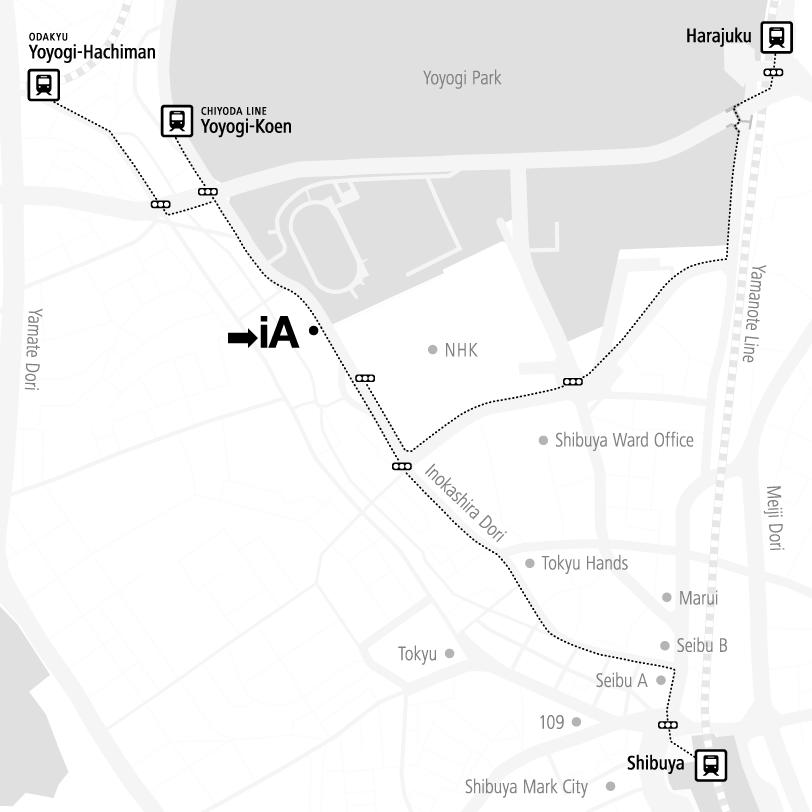 ODAKYU
Yoyogi-Hachiman
Harajuku
Yoyogi Park
CHIYODA LINE
Yoyogi-Koen
Yamate Dori
iA
NHK
Yamanote Line
Shibuya Ward Office
Inokashira Dori
Meiji Dori
Tokyu Hands
Marui
Seibu B
Tokyu
Seibu A
109
Shibuya
Shibuya Mark City